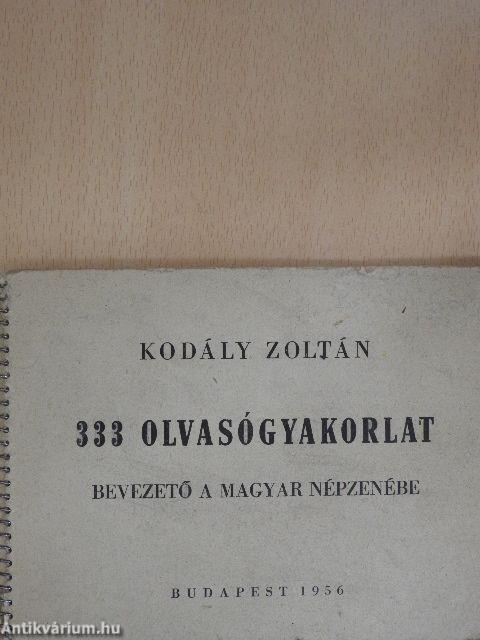 KODÁLY ZOLTÁN
333 OLVASÓGYAKORLAT
BEVEZETŐ A MAGYAR NÉPZENÉBE
BUDAPEST 1956
Antikvárium.hu